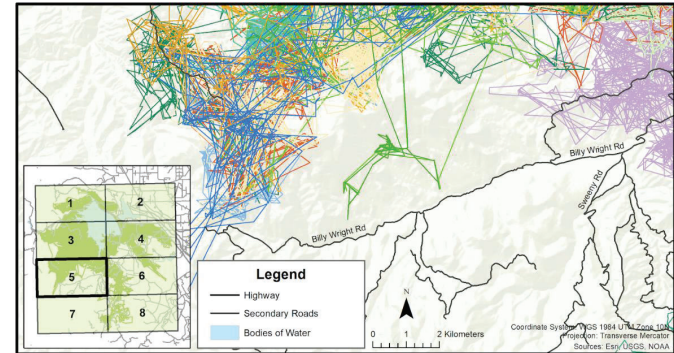 Billy Wright Rd
Sweeny Rd
Billy Wright Rd
1 2
3 4
5 6
7 8
Legend
Highway
Secondary Roads
Bodies of Water
N
0 1 2 Kilometers
Coordinate System: WGS 1984 UTM Zone 10N
Projection: Transverse Mercator
Sources: Esri, USGS, NOAA